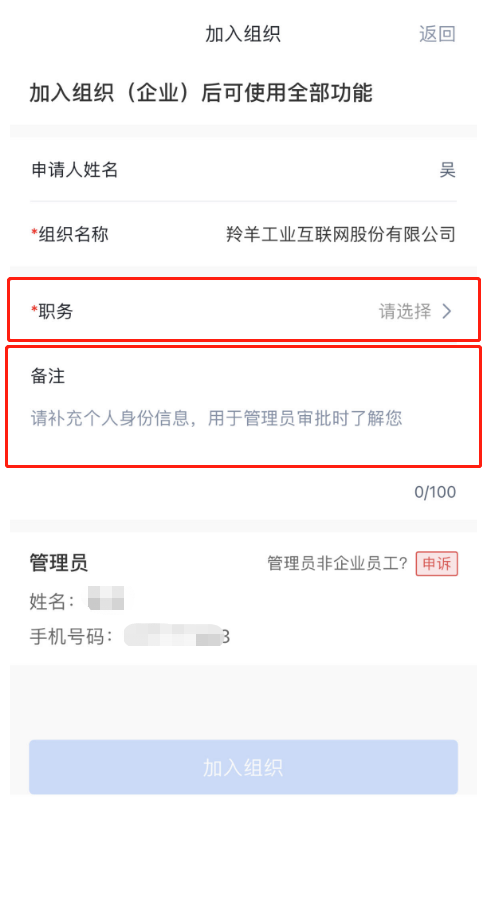 加入组织 返回
加入组织（企业）后可使用全部功能
申请人姓名 吴
*组织名称 羚羊工业互联网股份有限公司
*职务 请选择
备注
请补充个人身份信息，用于管理员审批时了解您
0/100
管理员 管理员非企业员工？ 申诉
姓名：
手机号码： 3
加入组织